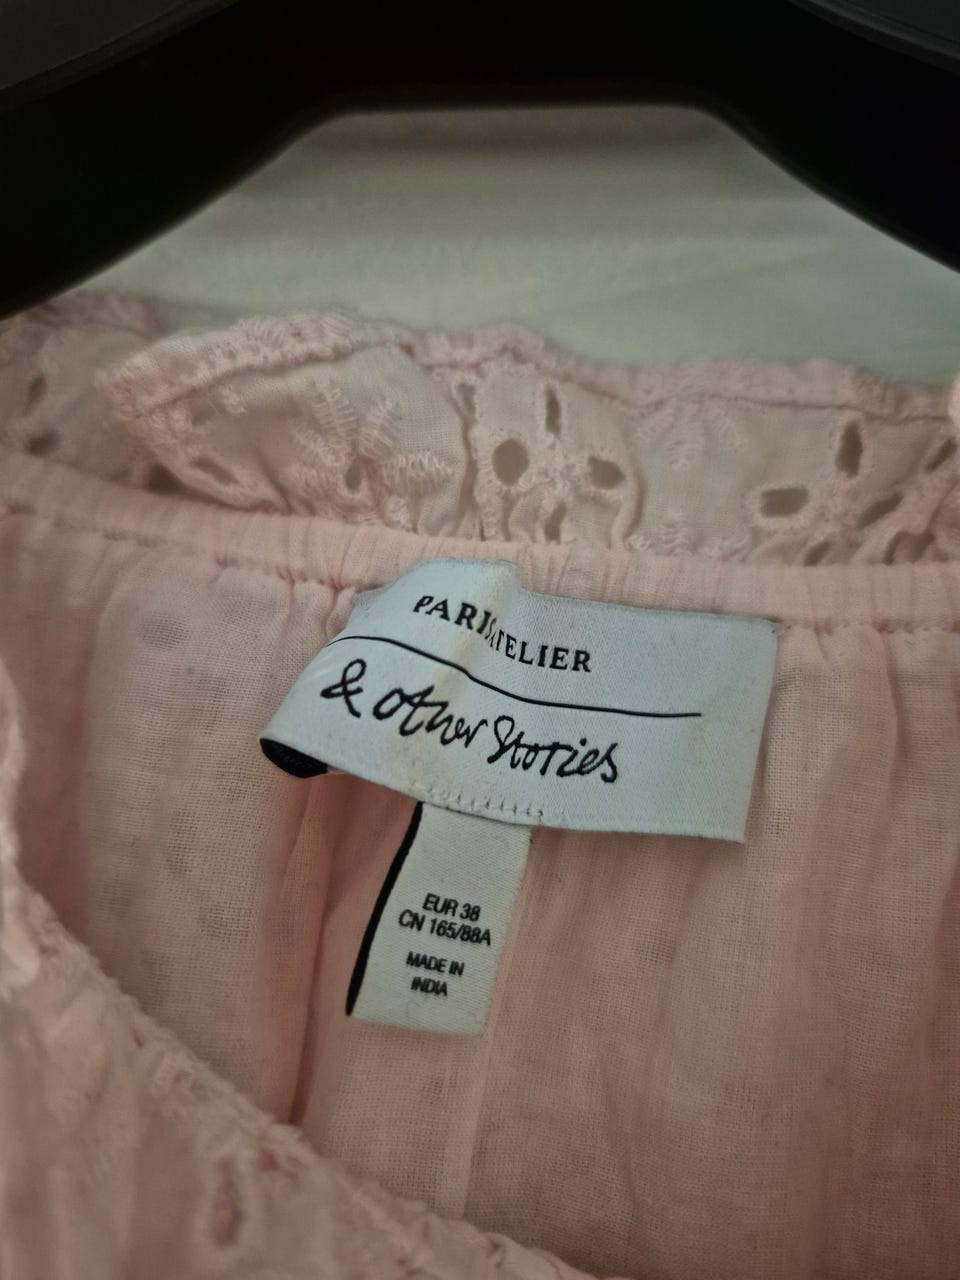 PARIS ATELIER
& Other Stories
EUR 38
CN 165/88A
MADE IN
INDIA